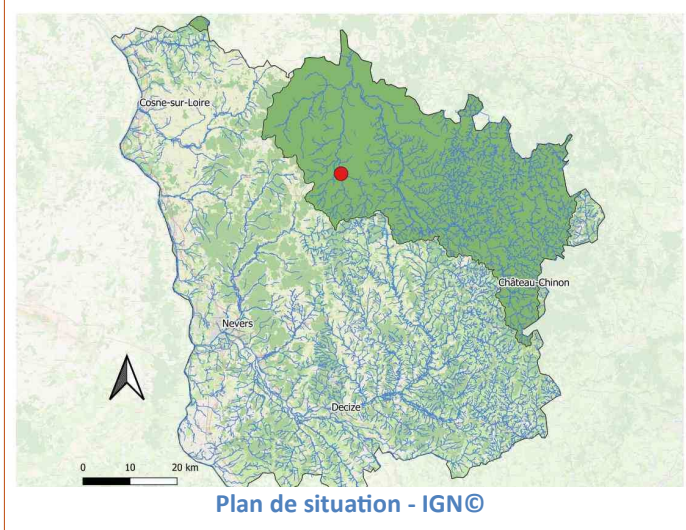 Cosne-sur-Loire
Château-Chinon
Nevers
Decize
0 10 20 km
Plan de situation - IGN©